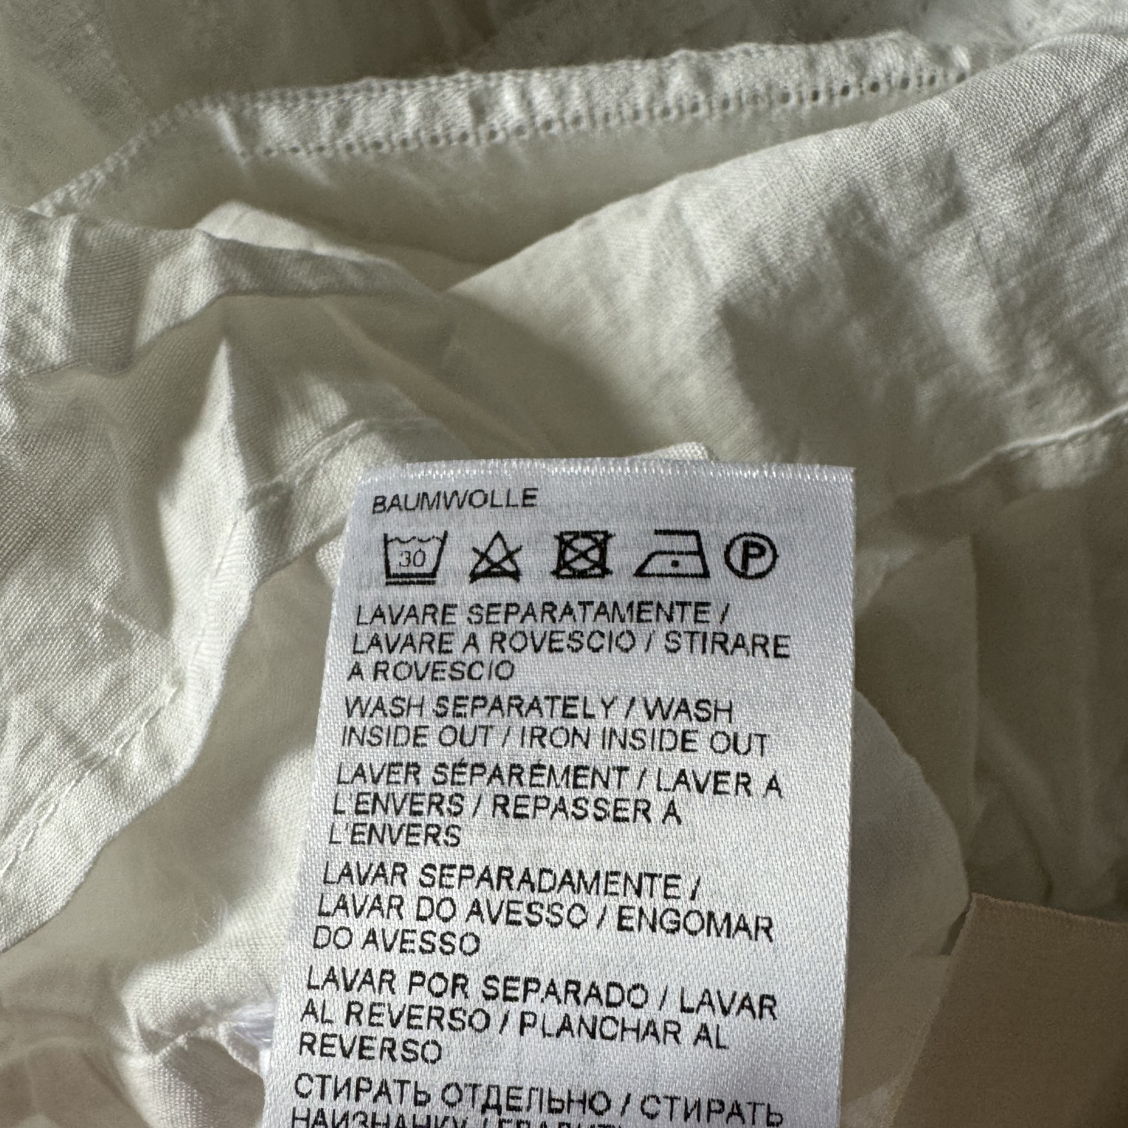 BAUMWOLLE
30 P
LAVARE SEPARATAMENTE /
LAVARE A ROVESCIO / STIRARE
A ROVESCIO
WASH SEPARATELY / WASH
INSIDE OUT / IRON INSIDE OUT
LAVER SÉPARÉMENT / LAVER A
L'ENVERS / REPASSER A
L'ENVERS
LAVAR SEPARADAMENTE /
LAVAR DO AVESSO / ENGOMAR
DO AVESSO
LAVAR POR SEPARADO / LAVAR
AL REVERSO / PLANCHAR AL
REVERSO
СТИРАТЬ ОТДЕЛЬНО / СТИРАТЬ
НАИЗНАНКУ /